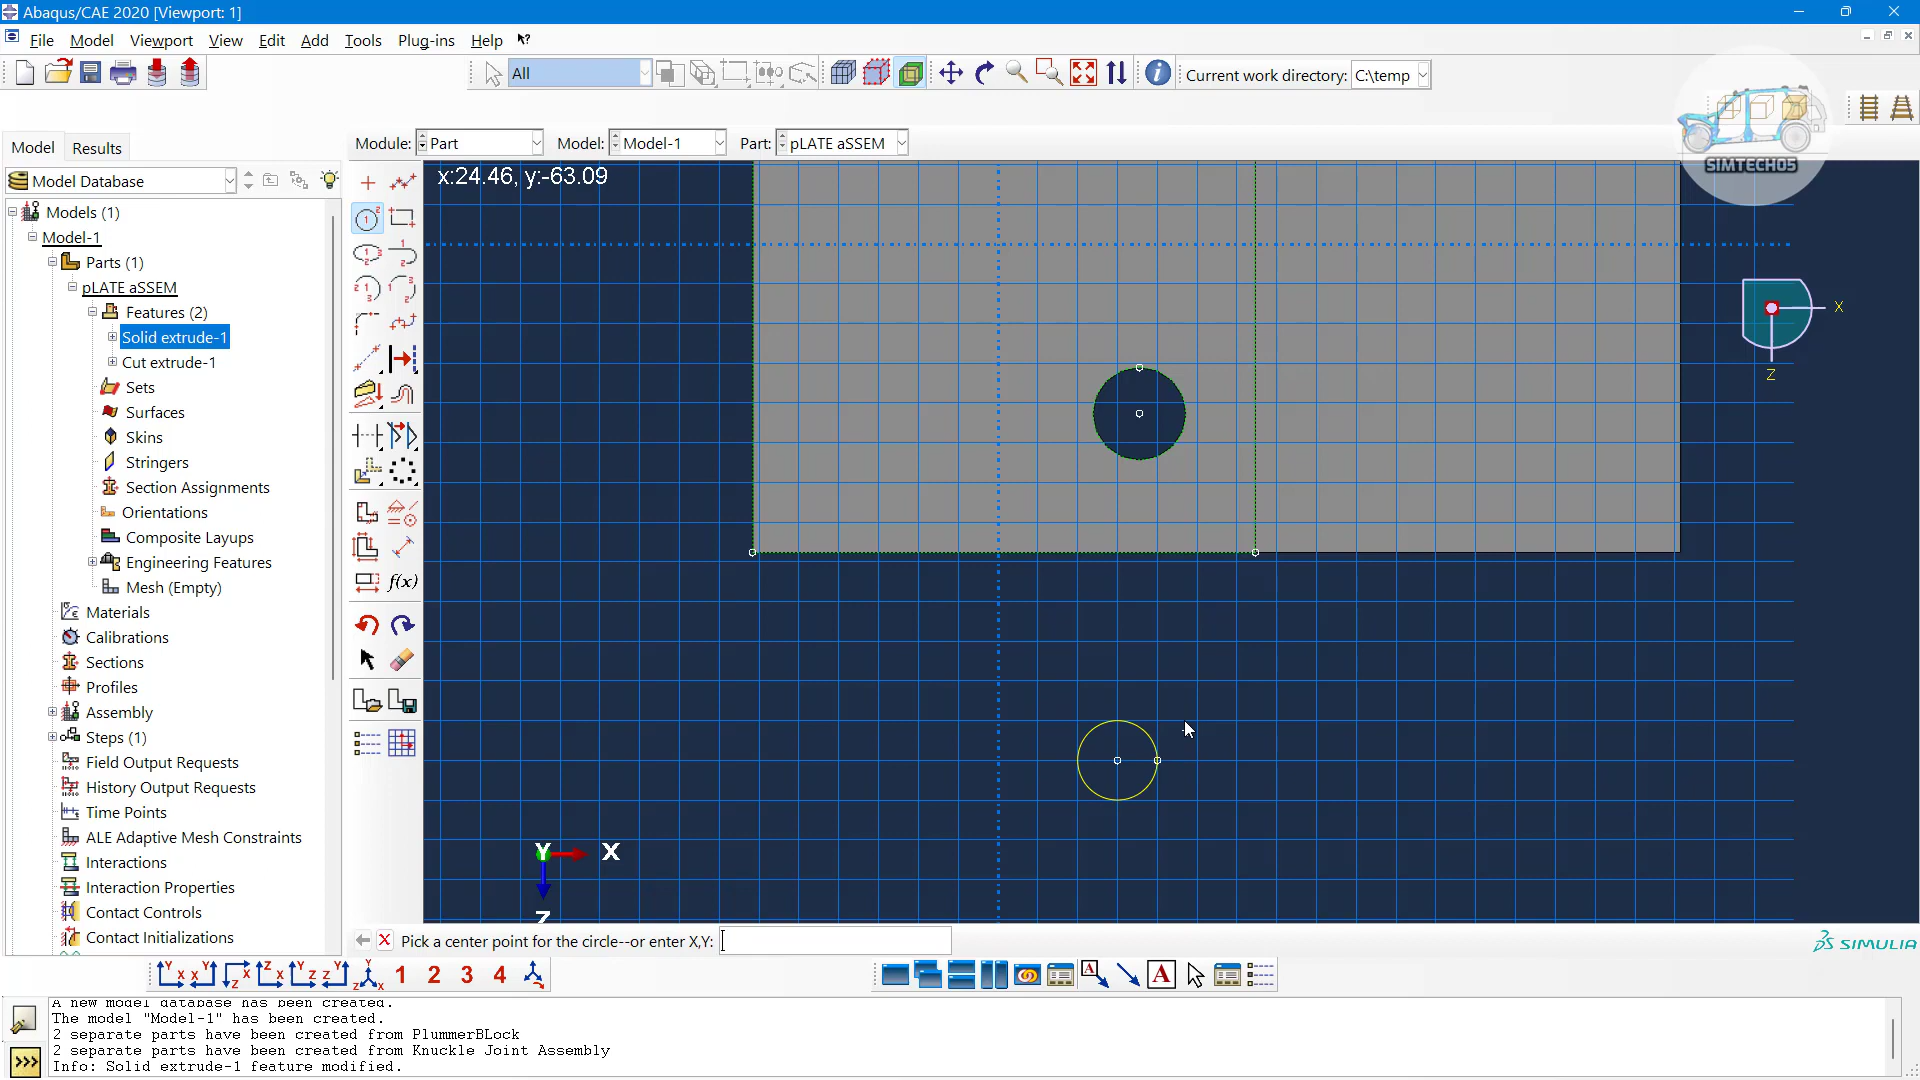 Abaqus/CAE 2020 [Viewport: 1]
File Model Viewport View Edit Add Tools Plug-ins Help
All
Current work directory: C:\temp
SIMTECH05
Model Results
Module: Part Model: Model-1 Part: pLATE aSSEM
Model Database
x:24.46, y:-63.09
Models (1)
Model-1
Parts (1)
pLATE aSSEM
Features (2)
Solid extrude-1
Cut extrude-1
Sets
Surfaces
Skins
Stringers
Section Assignments
Orientations
Composite Layups
Engineering Features
Mesh (Empty)
Materials
Calibrations
Sections
Profiles
Assembly
Steps (1)
Field Output Requests
History Output Requests
Time Points
ALE Adaptive Mesh Constraints
Interactions
Interaction Properties
Contact Controls
Contact Initializations
f(x)
X
Z
Y X
Z
Pick a center point for the circle--or enter X,Y:
SIMULIA
1 2 3 4
A
A new model database has been created.
The model "Model-1" has been created.
2 separate parts have been created from PlummerBLock
2 separate parts have been created from Knuckle Joint Assembly
Info: Solid extrude-1 feature modified.
>>>